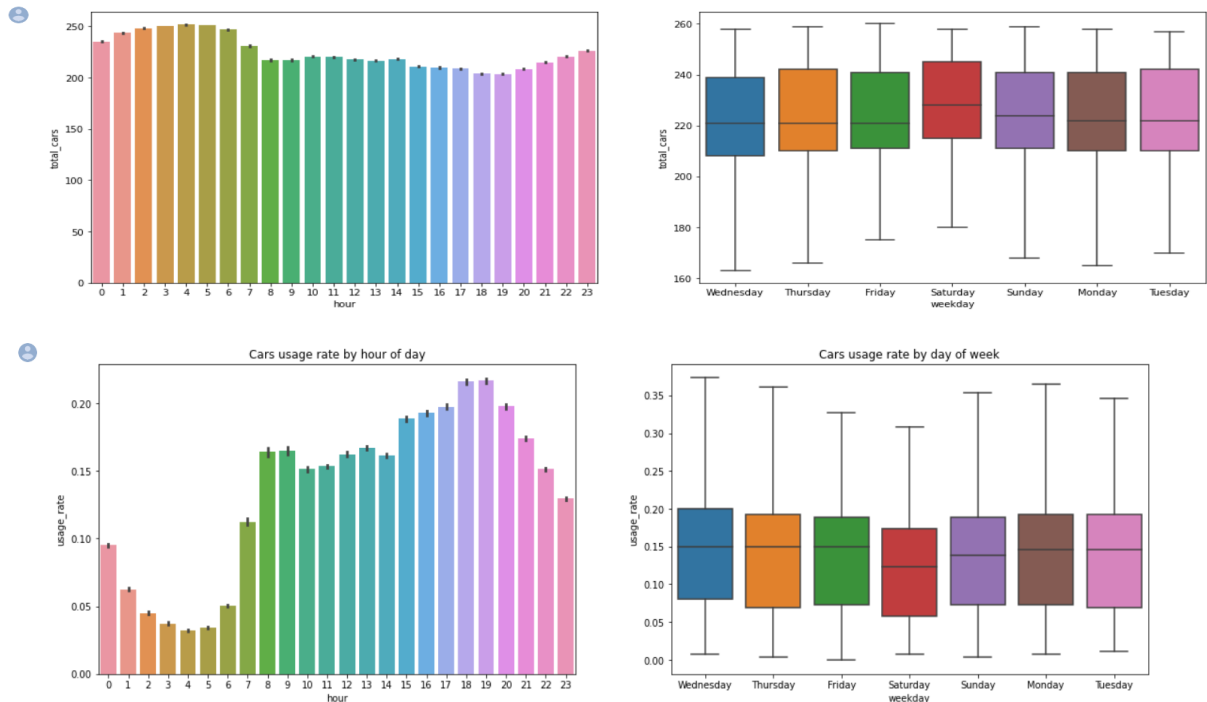 250
200
150
100
50
0
total_cars
0 1 2 3 4 5 6 7 8 9 10 11 12 13 14 15 16 17 18 19 20 21 22 23
hour
260
240
220
200
180
160
total_cars
Wednesday Thursday Friday Saturday Sunday Monday Tuesday
weekday
Cars usage rate by hour of day
0.20
0.15
0.10
0.05
0.00
usage_rate
0 1 2 3 4 5 6 7 8 9 10 11 12 13 14 15 16 17 18 19 20 21 22 23
hour
Cars usage rate by day of week
0.35
0.30
0.25
0.20
0.15
0.10
0.05
0.00
usage_rate
Wednesday Thursday Friday Saturday Sunday Monday Tuesday
weekday